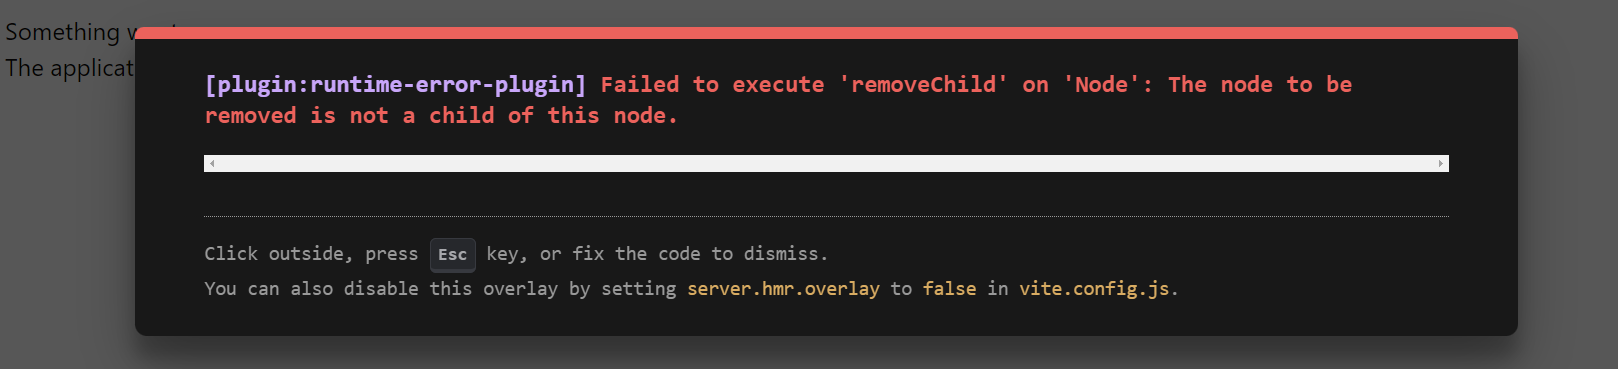 Something w
[plugin:runtime-error-plugin] Failed to execute 'removeChild' on 'Node': The node to be
The applicat
removed is not a child of this node.
Click outside, press Esc key, or fix the code to dismiss.
You can also disable this overlay by setting server.hmr.overlay to false in vite.config.js.